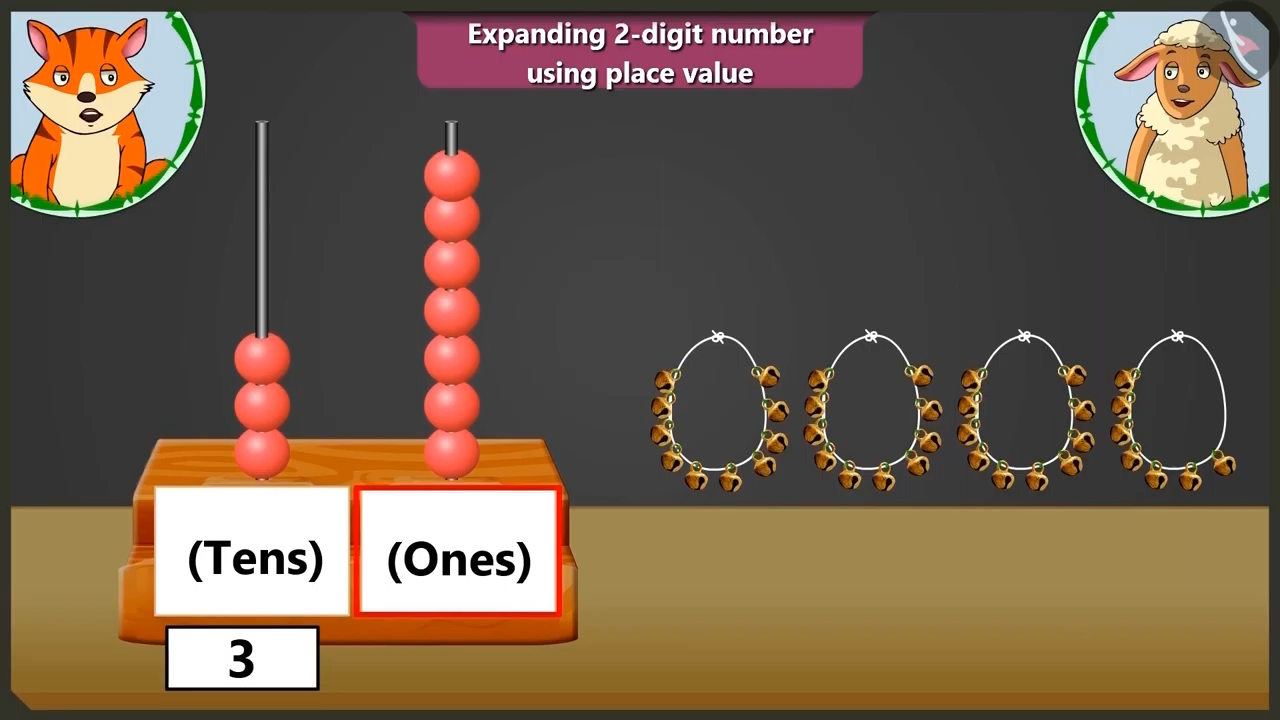 Expanding 2-digit number
using place value
(Tens)
(Ones)
3